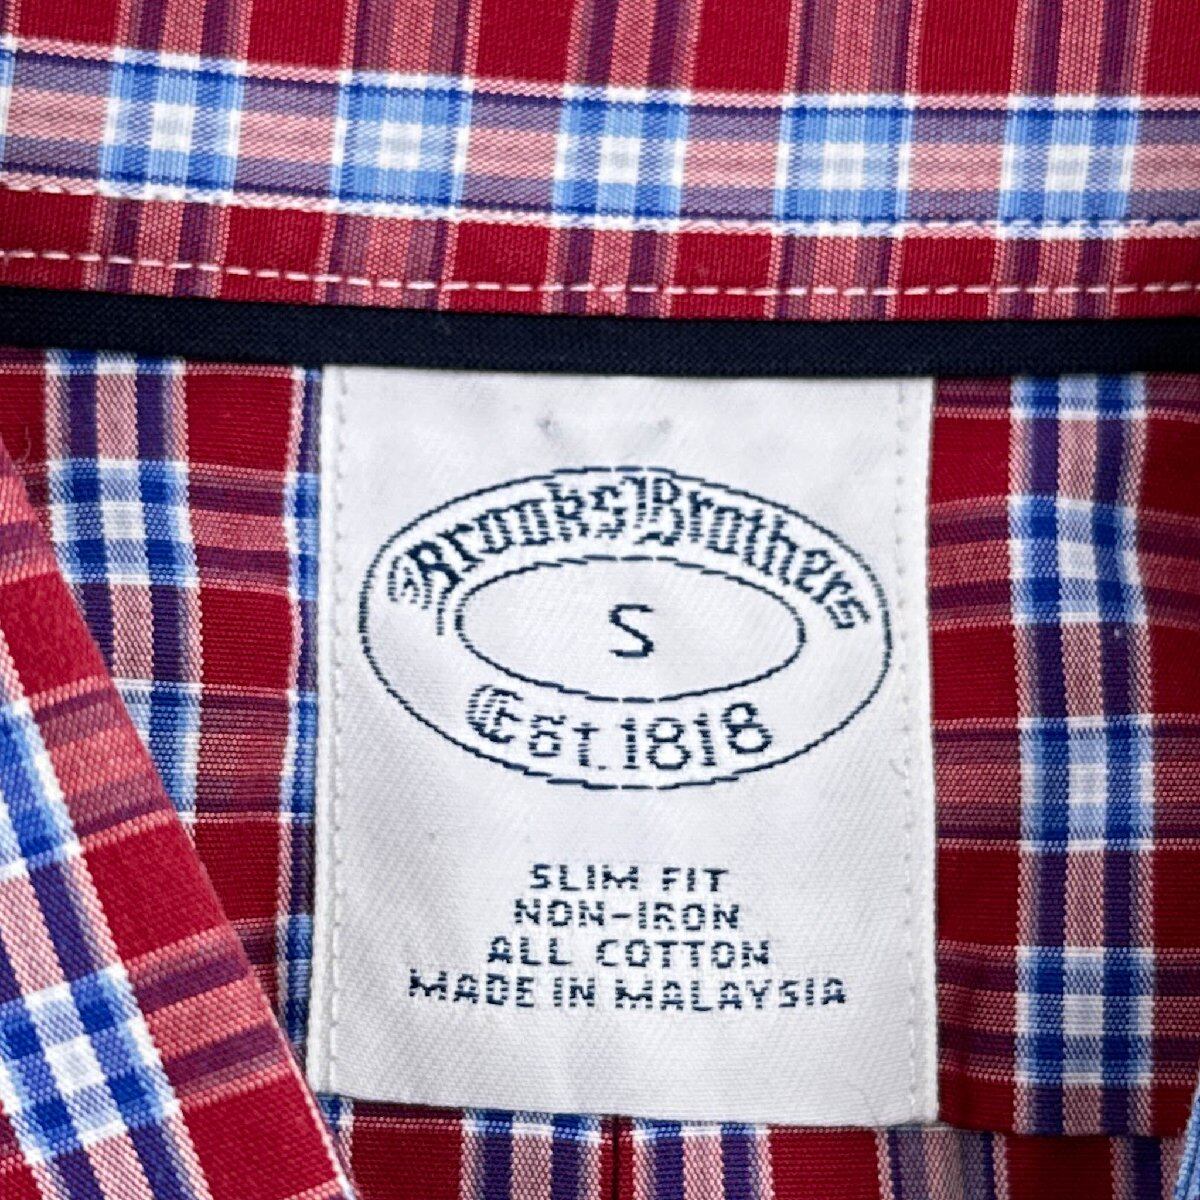 Brooks Brothers
S
Est. 1818
SLIM FIT
NON-IRON
ALL COTTON
MADE IN MALAYSIA